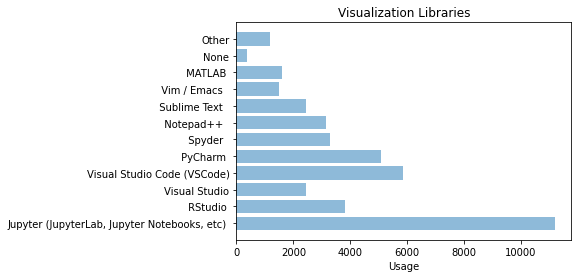 Visualization Libraries
Other
None
MATLAB
Vim / Emacs
Sublime Text
Notepad++
Spyder
PyCharm
Visual Studio Code (VSCode)
Visual Studio
RStudio
Jupyter (JupyterLab, Jupyter Notebooks, etc)
0 2000 4000 6000 8000 10000
Usage